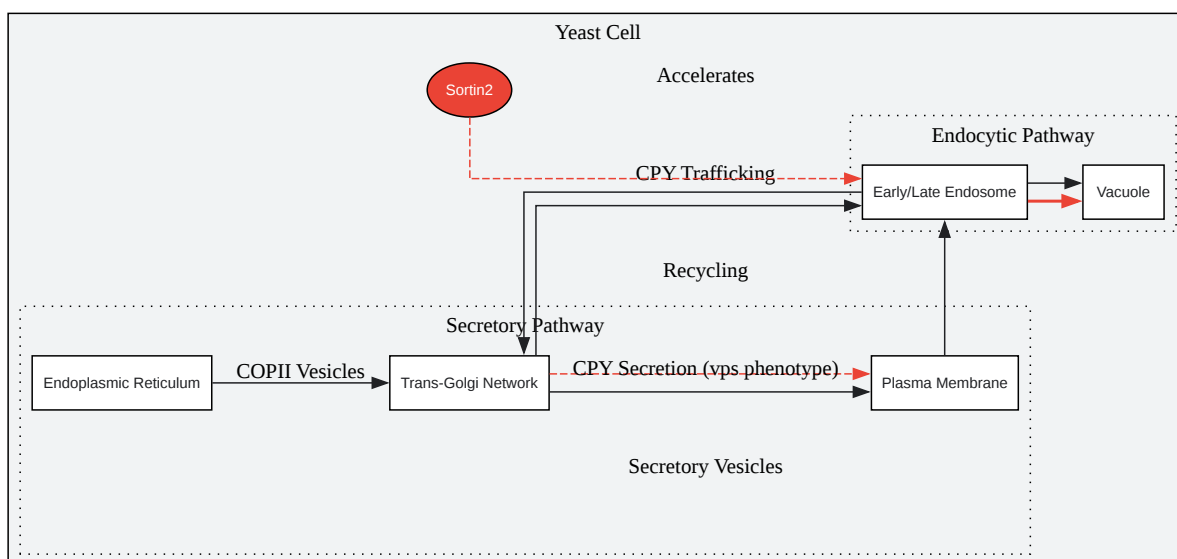 Yeast Cell
Accelerates
Sortin2
Endocytic Pathway
CPY Trafficking
Early/Late Endosome
Vacuole
Recycling
Secretory Pathway
Endoplasmic Reticulum
COPII Vesicles
Trans-Golgi Network
CPY Secretion (vps phenotype)
Plasma Membrane
Secretory Vesicles